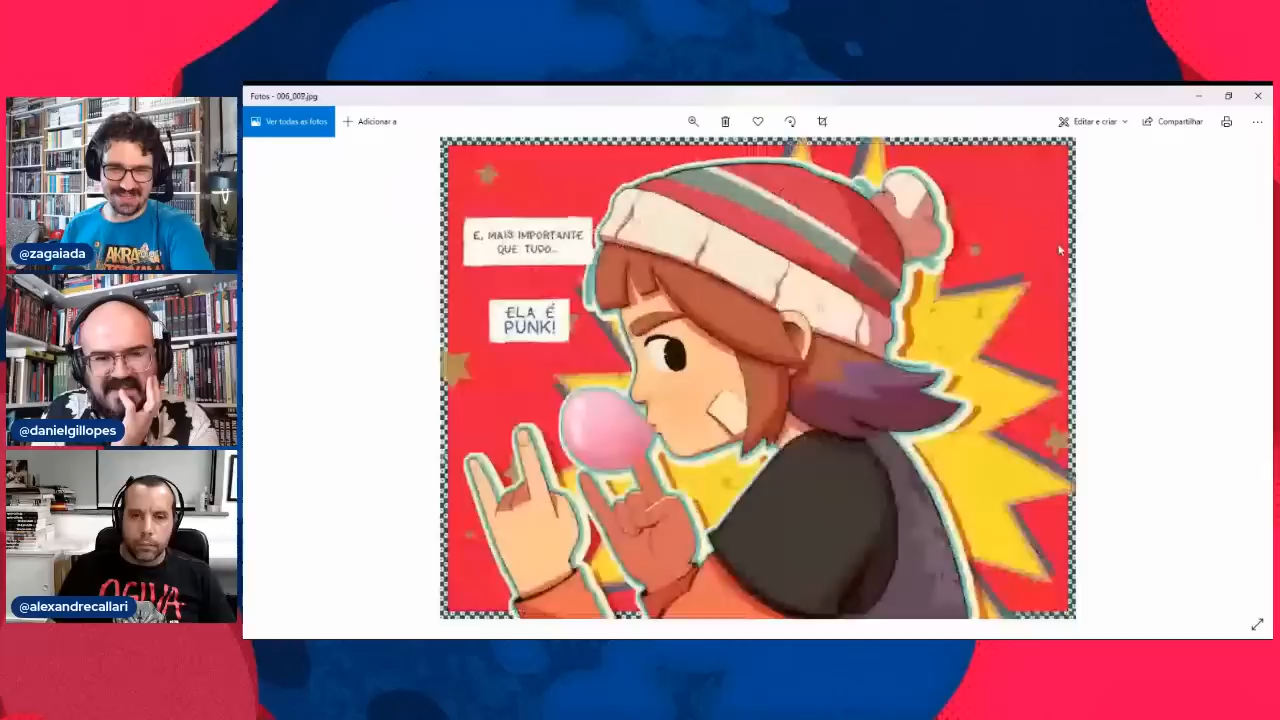 Fotos - 006_007.jpg
Ver todas as fotos
Adicionar a
Editar e criar
Compartilhar
E, MAIS IMPORTANTE
QUE TUDO...
ELA É
PUNK!
@zagaiada
@danielgillopes
OGIVA
@alexandrecallari